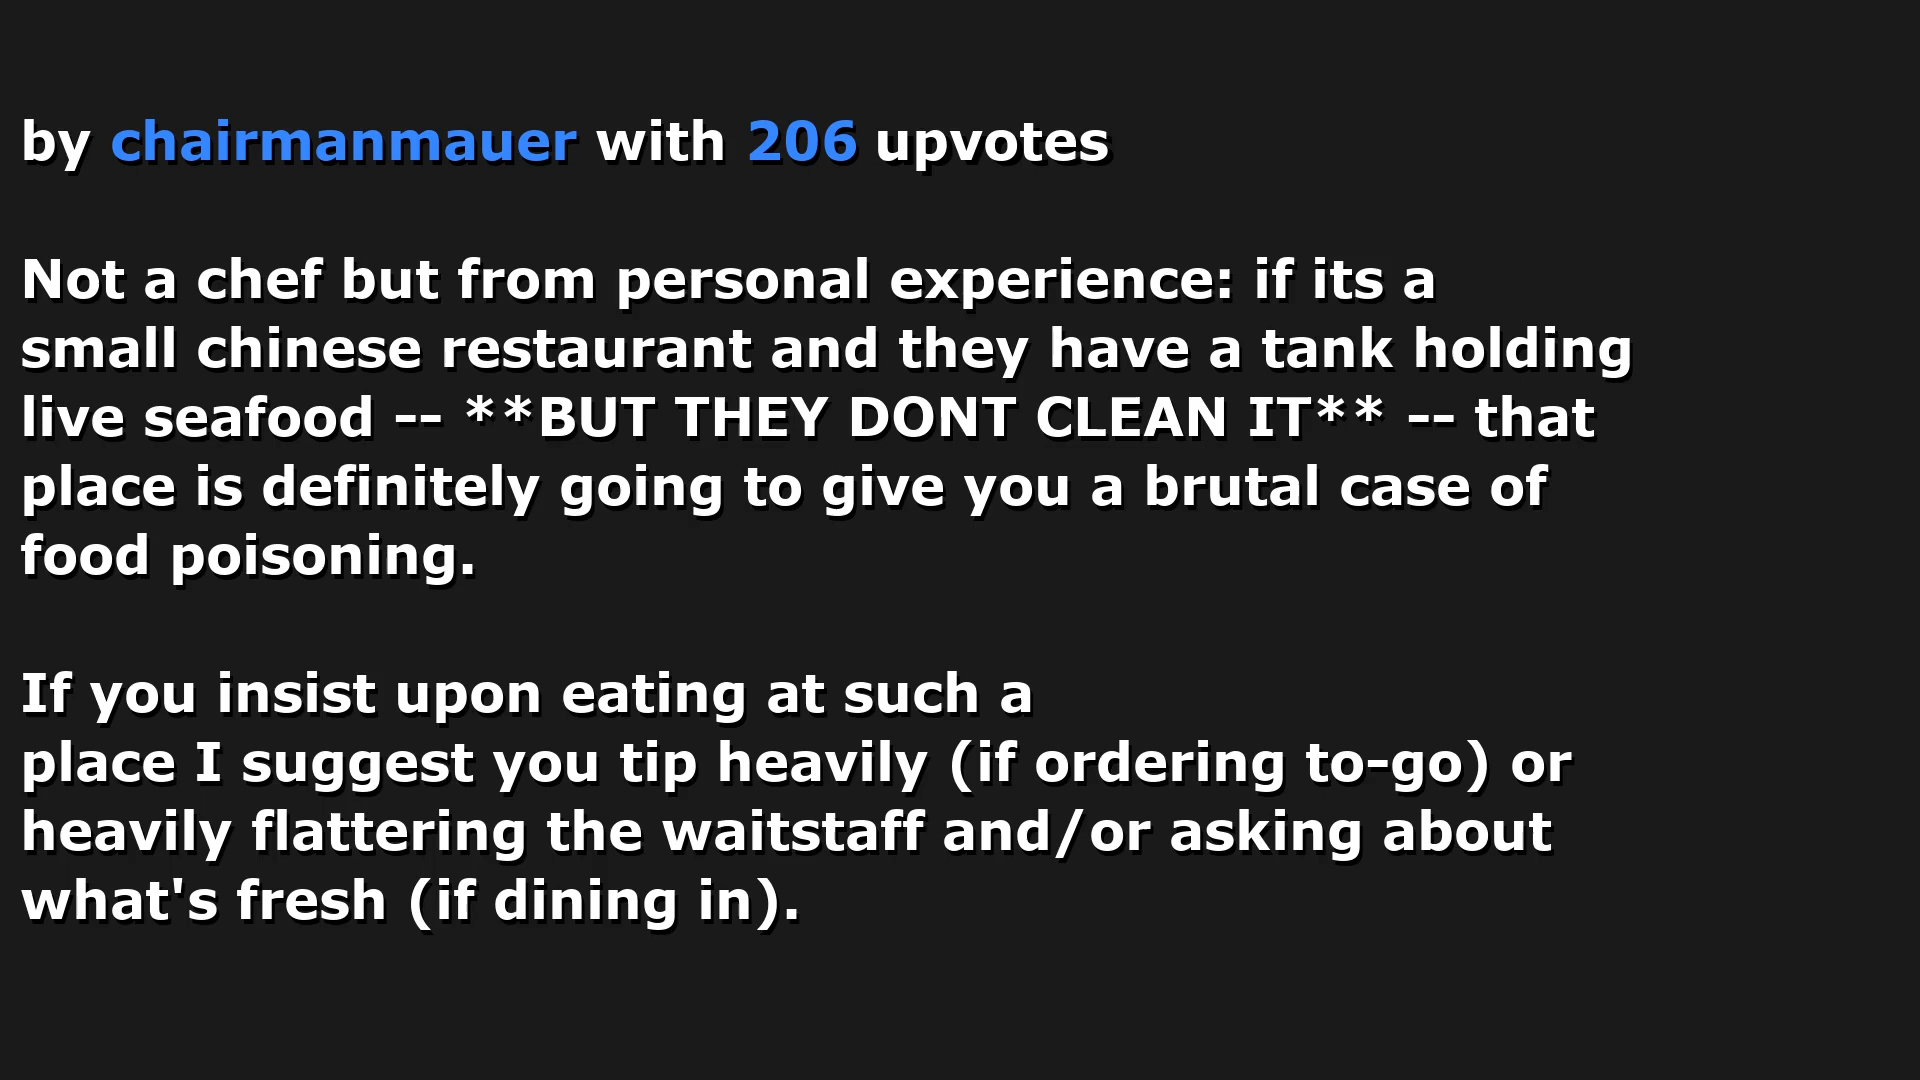 by chairmanmauer with 206 upvotes
Not a chef but from personal experience: if its a
small chinese restaurant and they have a tank holding
live seafood -- **BUT THEY DONT CLEAN IT** -- that
place is definitely going to give you a brutal case of
food poisoning.
If you insist upon eating at such a
place I suggest you tip heavily (if ordering to-go) or
heavily flattering the waitstaff and/or asking about
what's fresh (if dining in).